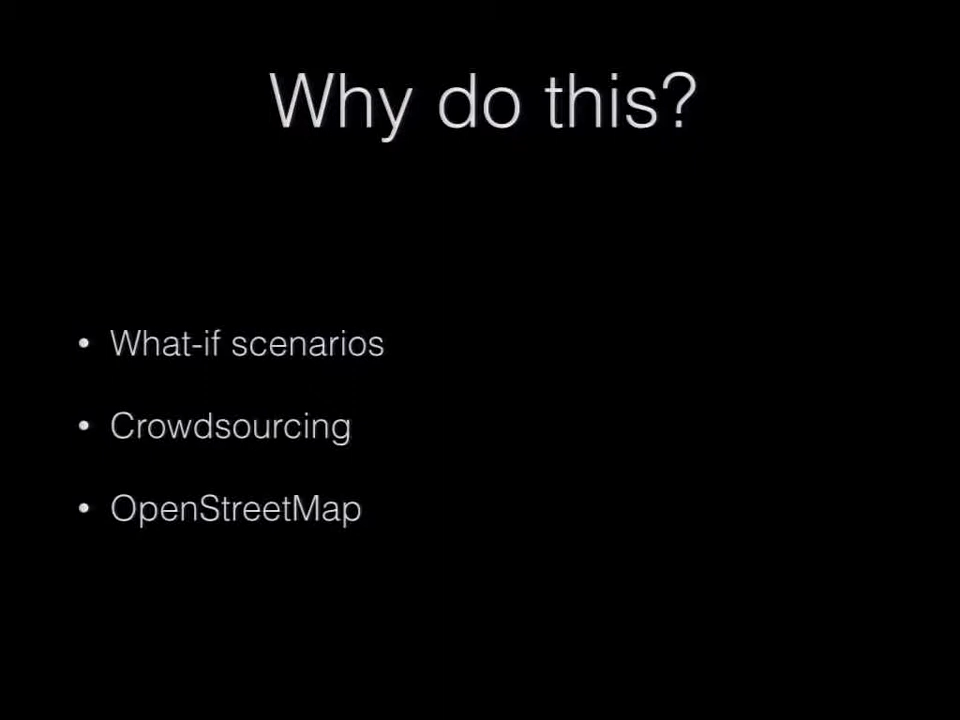 Why do this?
• What-if scenarios
• Crowdsourcing
• OpenStreetMap